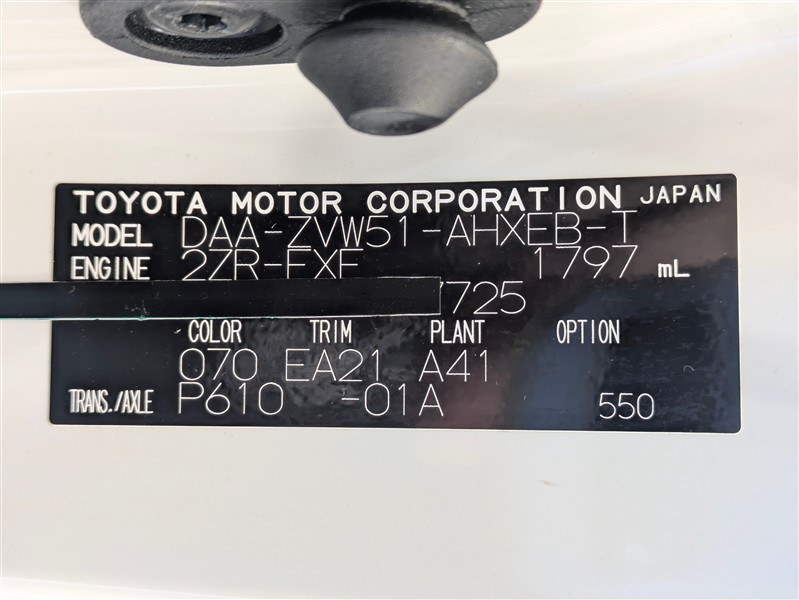 TOYOTA MOTOR CORPORATION JAPAN
MODEL DAA-ZVW51-AHXEB-T
ENGINE 2ZR-FXE 1797 mL
7725
COLOR TRIM PLANT OPTION
070 EA21 A41
TRANS./AXLE P610 -01A 550